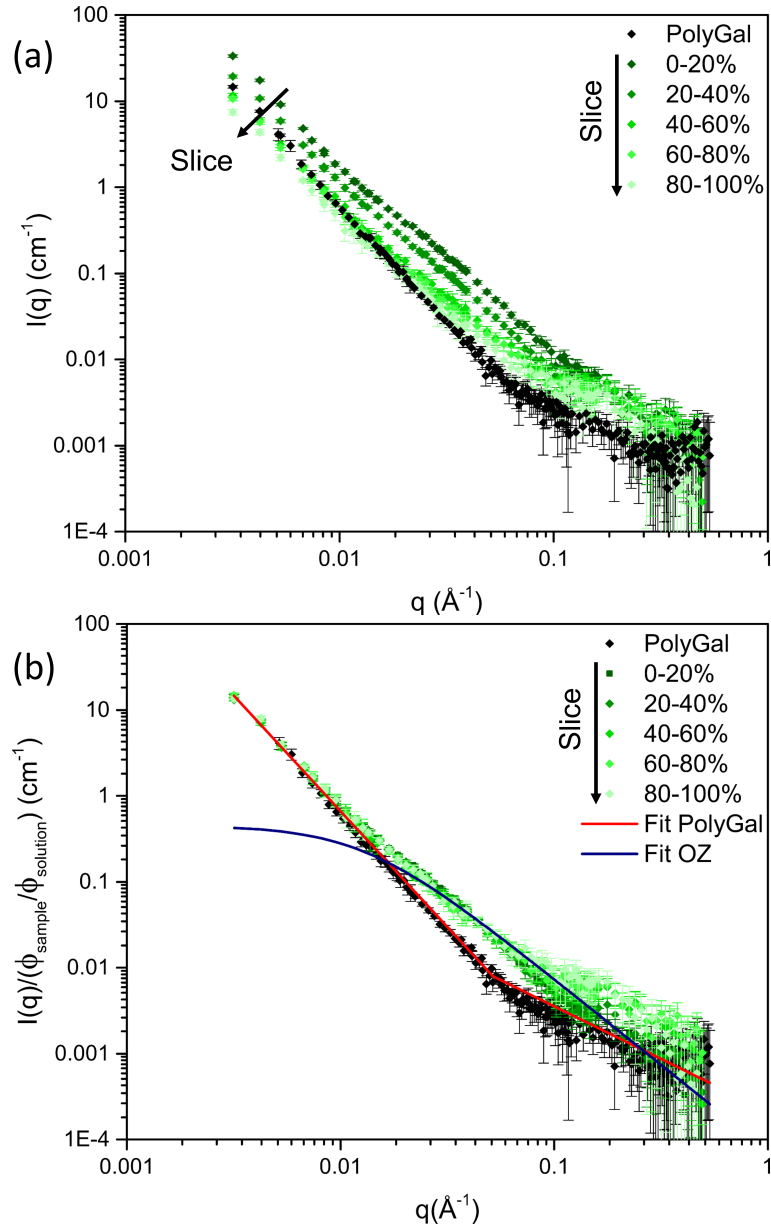 (a)
100
10
1
0.1
0.01
0.001
1E-4
I(q) (cm-1)
PolyGal
0-20%
20-40%
40-60%
60-80%
80-100%
Slice
Slice
0.001
0.01
0.1
1
q (Å-1)
(b)
100
10
1
0.1
0.01
0.001
1E-4
I(q)/(ϕsample/ϕsolution) (cm-1)
PolyGal
0-20%
20-40%
40-60%
60-80%
80-100%
Fit PolyGal
Fit OZ
Slice
0.001
0.01
0.1
1
q(Å-1)